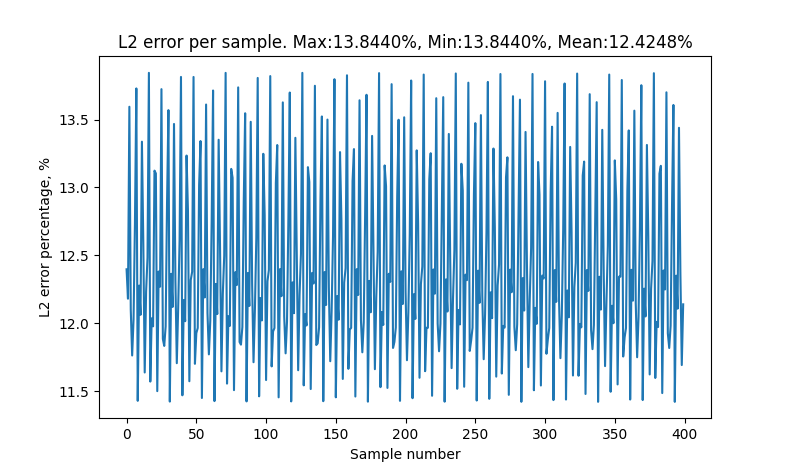 L2 error per sample. Max:13.8440%, Min:13.8440%, Mean:12.4248%
L2 error percentage, %
13.5
13.0
12.5
12.0
11.5
0 50 100 150 200 250 300 350 400
Sample number